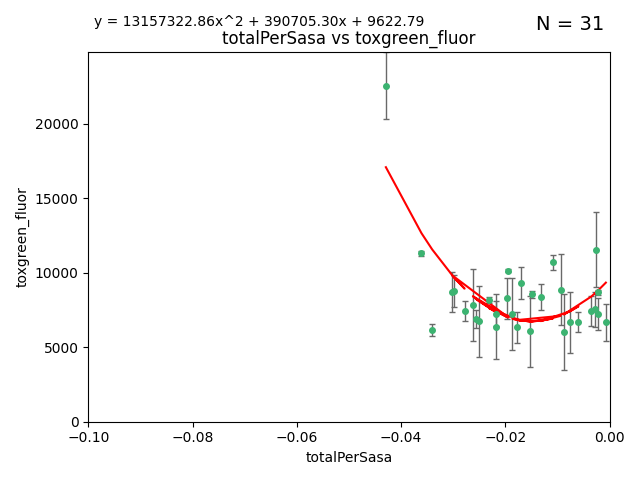 y = 13157322.86x^2 + 390705.30x + 9622.79
N = 31
totalPerSasa vs toxgreen_fluor
toxgreen_fluor
20000
15000
10000
5000
0
−0.10
−0.08
−0.06
−0.04
−0.02
0.00
totalPerSasa